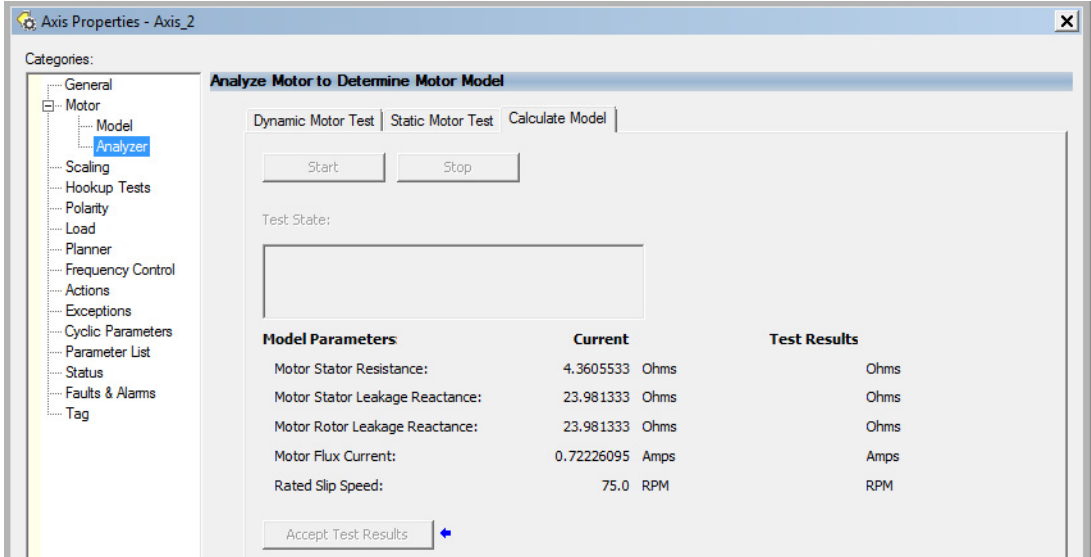 Axis Properties - Axis_2
X
Categories:
General
Motor
Model
Analyzer
Scaling
Hookup Tests
Polarity
Load
Planner
Frequency Control
Actions
Exceptions
Cyclic Parameters
Parameter List
Status
Faults & Alarms
Tag
Analyze Motor to Determine Motor Model
Dynamic Motor Test Static Motor Test Calculate Model
Start Stop
Test State:
Model Parameters Current Test Results
Motor Stator Resistance: 4.3605533 Ohms Ohms
Motor Stator Leakage Reactance: 23.981333 Ohms Ohms
Motor Rotor Leakage Reactance: 23.981333 Ohms Ohms
Motor Flux Current: 0.72226095 Amps Amps
Rated Slip Speed: 75.0 RPM RPM
Accept Test Results